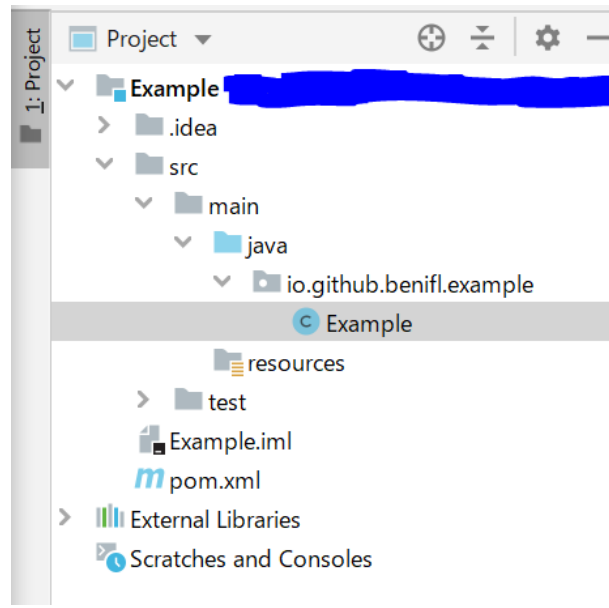 1: Project
Project
Example
.idea
src
main
java
io.github.benifl.example
C Example
resources
test
Example.iml
m pom.xml
External Libraries
Scratches and Consoles